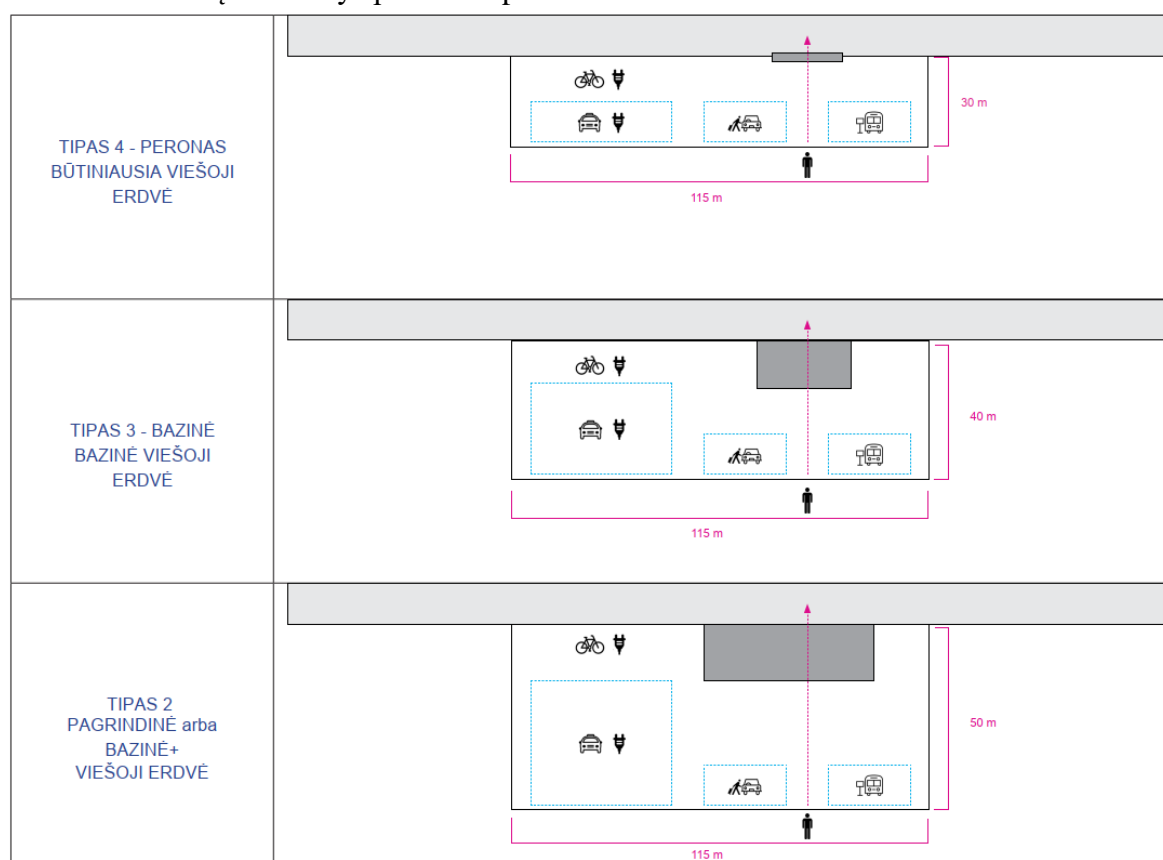 TIPAS 4 - PERONAS
BŪTINIAUSIA VIEŠOJI
ERDVĖ
30 m
115 m
TIPAS 3 - BAZINĖ
BAZINĖ VIEŠOJI
ERDVĖ
40 m
115 m
TIPAS 2
PAGRINDINĖ arba
BAZINĖ+
VIEŠOJI ERDVĖ
50 m
115 m